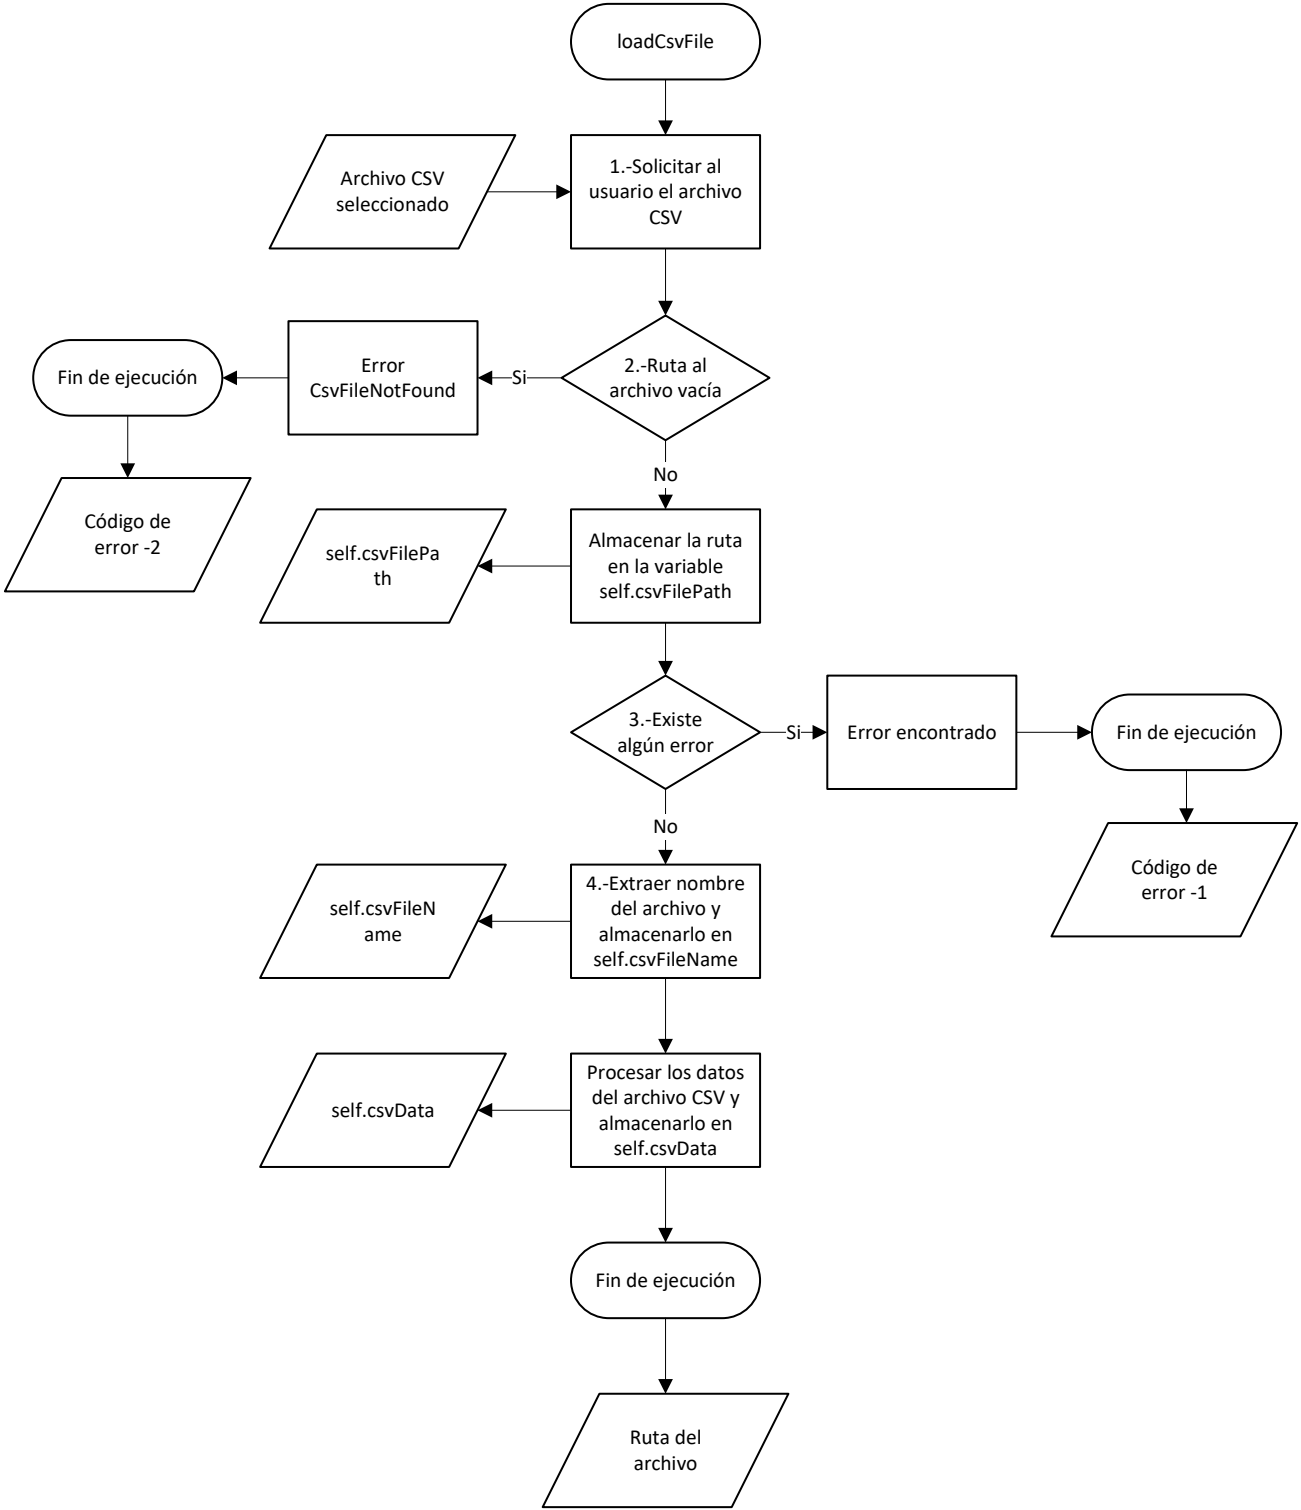 loadCsvFile
Archivo CSV
seleccionado
1.-Solicitar al
usuario el archivo
CSV
Fin de ejecución
Error
CsvFileNotFound
Si
2.-Ruta al
archivo vacía
No
Código de
error -2
self.csvFilePa
th
Almacenar la ruta
en la variable
self.csvFilePath
3.-Existe
algún error
Si
Error encontrado
Fin de ejecución
No
Código de
error -1
self.csvFileN
ame
4.-Extraer nombre
del archivo y
almacenarlo en
self.csvFileName
self.csvData
Procesar los datos
del archivo CSV y
almacenarlo en
self.csvData
Fin de ejecución
Ruta del
archivo